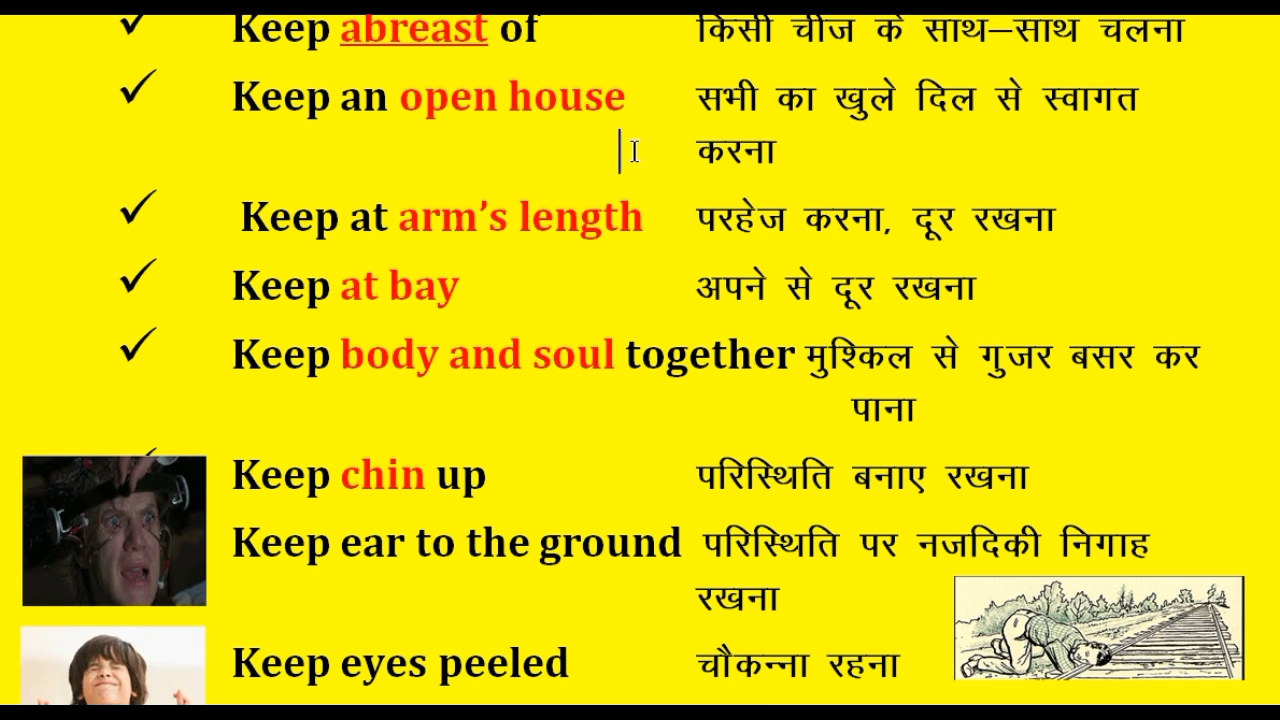 Keep abreast of किसी चीज के साथ–साथ चलना
Keep an open house सभी का खुले दिल से स्वागत
करना
Keep at arm’s length परहेज करना, दूर रखना
Keep at bay अपने से दूर रखना
Keep body and soul together मुश्किल से गुजर बसर कर
पाना
Keep chin up परिस्थिति बनाए रखना
Keep ear to the ground परिस्थिति पर नजदिकी निगाह
रखना
Keep eyes peeled चौकन्ना रहना